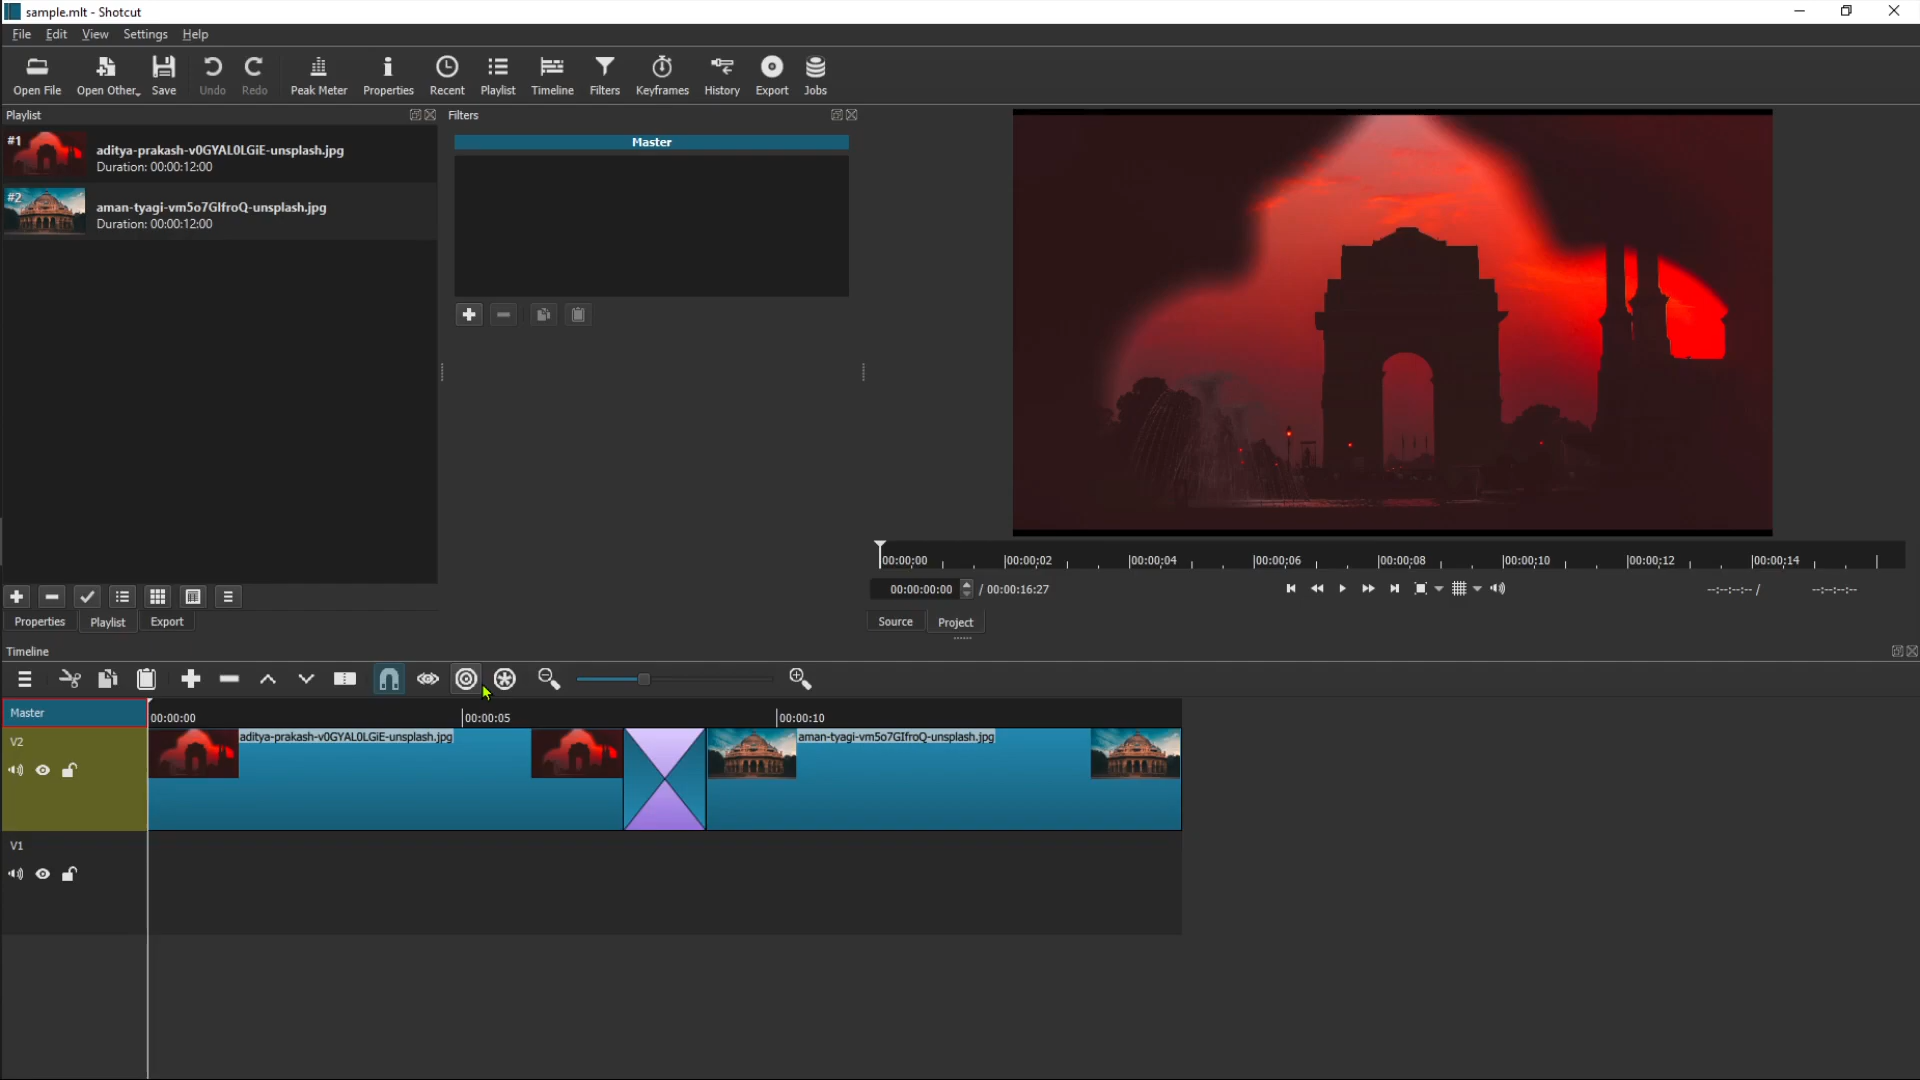 sample.mlt - Shotcut
File Edit View Settings Help
Open File Open Other.. Save Undo Redo Peak Meter Properties Recent Playlist Timeline Filters Keyframes History Export Jobs
Playlist
#1
aditya-prakash-v0GYAL0LGiE-unsplash.jpg
Duration: 00:00:12:00
#2
aman-tyagi-vm5o7GIfroQ-unsplash.jpg
Duration: 00:00:12:00
Properties Playlist Export
Filters
Master
00:00:00 00:00:02 00:00:04 00:00:06 00:00:08 00:00:10 00:00:12 00:00:14
00:00:00:00 / 00:00:16:27
--:--:--:-- / --:--:--:--
Source Project
Timeline
Master
00:00:00 00:00:05 00:00:10
V2
aditya-prakash-v0GYAL0LGiE-unsplash.jpg
aman-tyagi-vm5o7GIfroQ-unsplash.jpg
V1